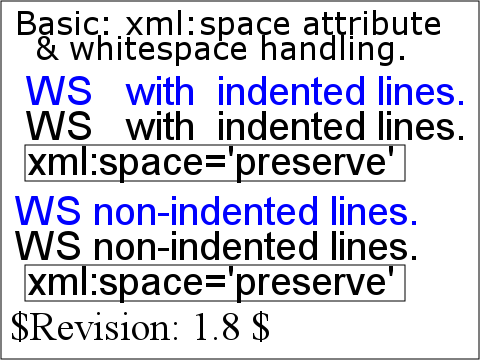 Basic: xml:space attribute
& whitespace handling.
WS   with  indented lines.
WS   with  indented lines.
xml:space='preserve'
WS non-indented lines.
WS non-indented lines.
xml:space='preserve'
$Revision: 1.8 $